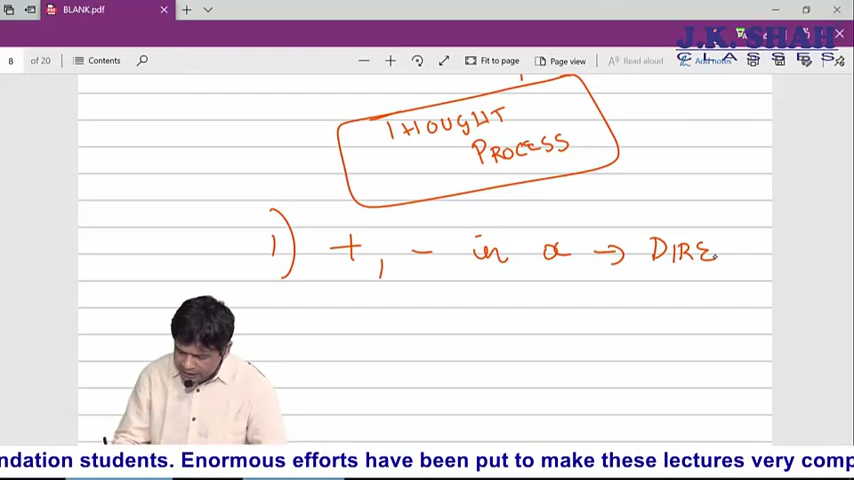 BLANK.pdf
J.K. SHAH
CLASSES
8 of 20 Contents Fit to page Page view Read aloud Add notes
THOUGHT
PROCESS
1) +, - in x → DIRE
ndation students. Enormous efforts have been put to make these lectures very comp